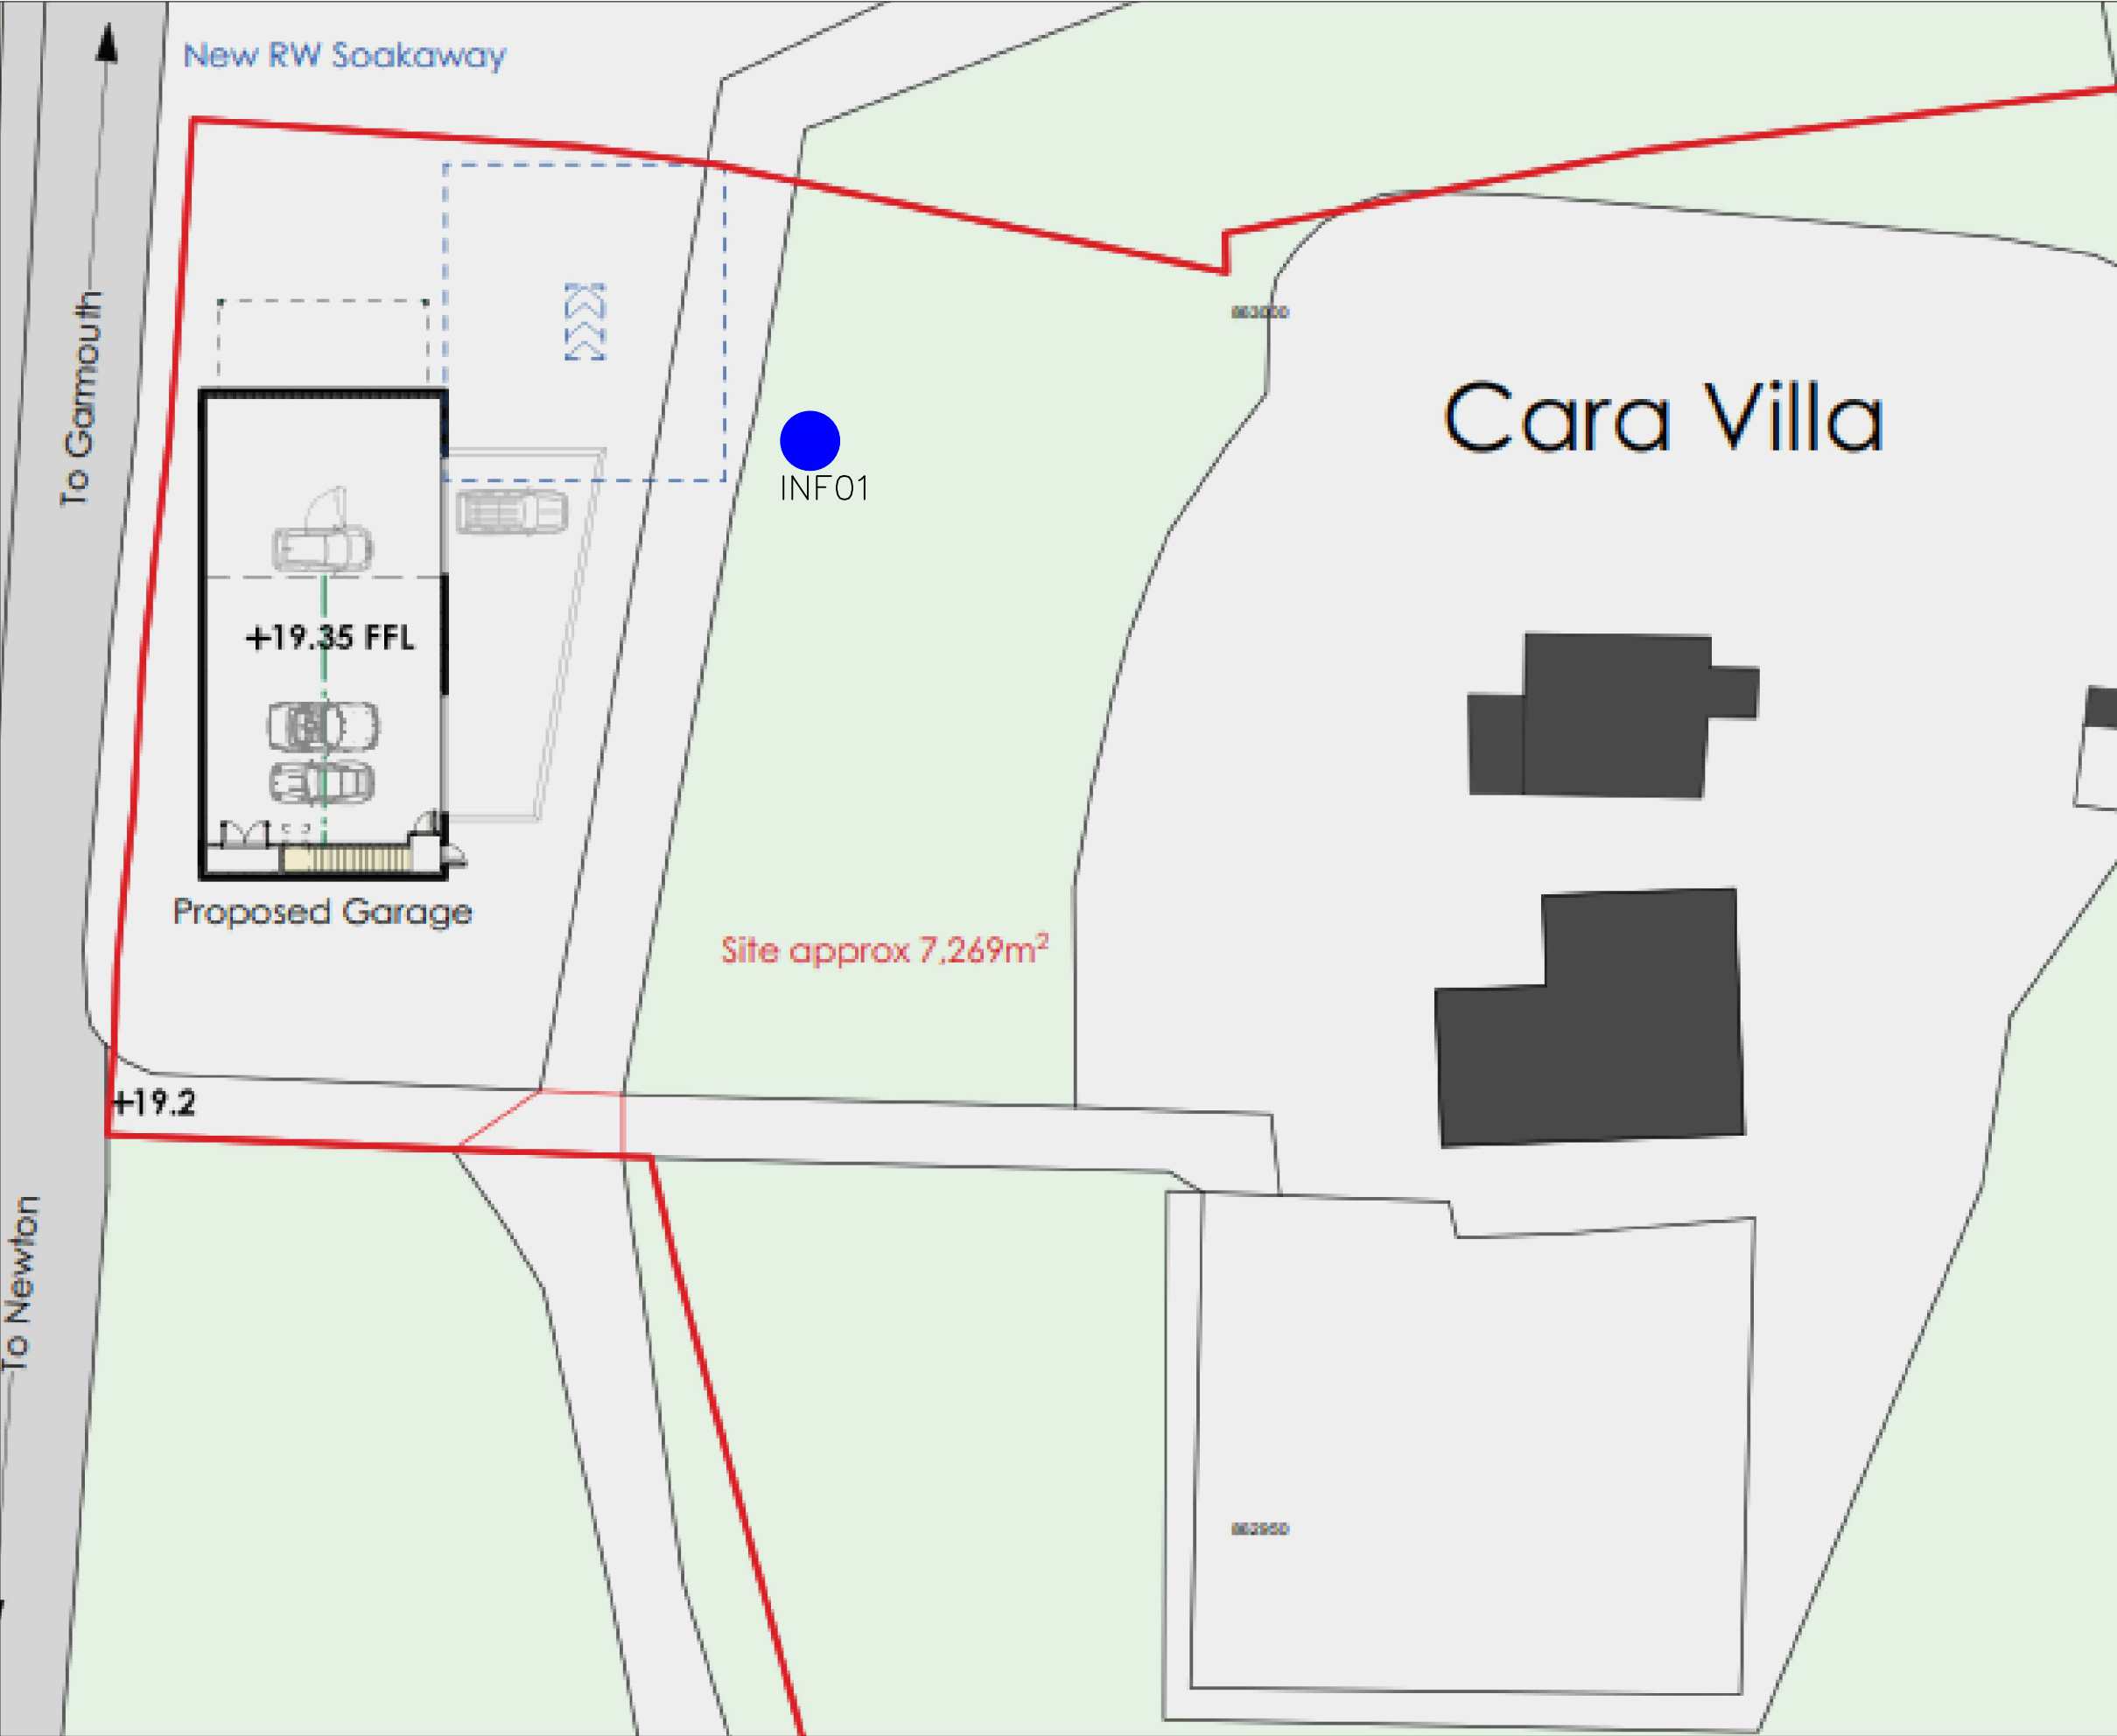 New RW Soakaway
To Garmouth
INF01
Cara Villa
+19.35 FFL
Proposed Garage
Site approx 7,269m²
+19.2
To Newton